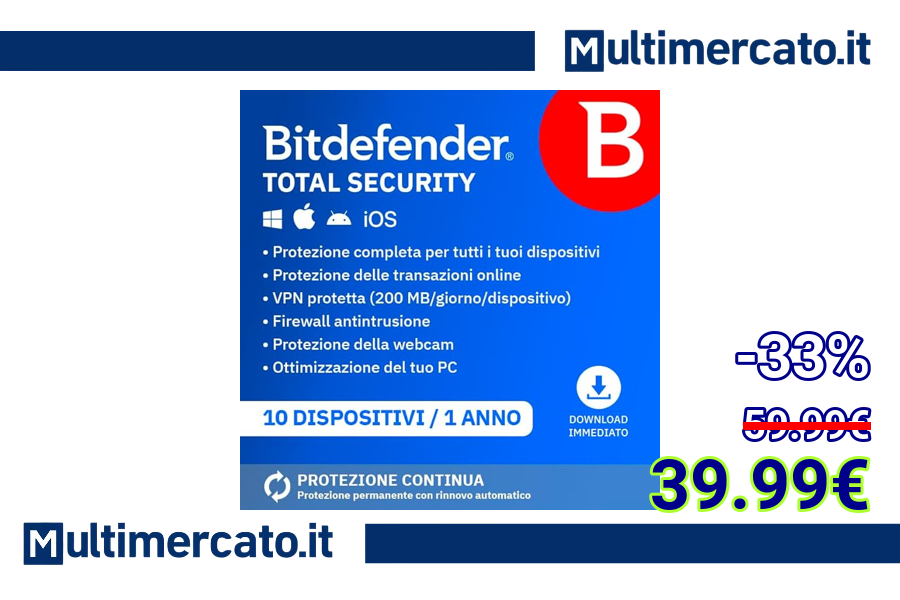 Multimercato.it
Bitdefender®
B
TOTAL SECURITY
iOS
• Protezione completa per tutti i tuoi dispositivi
• Protezione delle transazioni online
• VPN protetta (200 MB/giorno/dispositivo)
• Firewall antintrusione
• Protezione della webcam
• Ottimizzazione del tuo PC
10 DISPOSITIVI / 1 ANNO
DOWNLOAD
IMMEDIATO
PROTEZIONE CONTINUA
Protezione permanente con rinnovo automatico
-33%
59.99€
39.99€
Multimercato.it